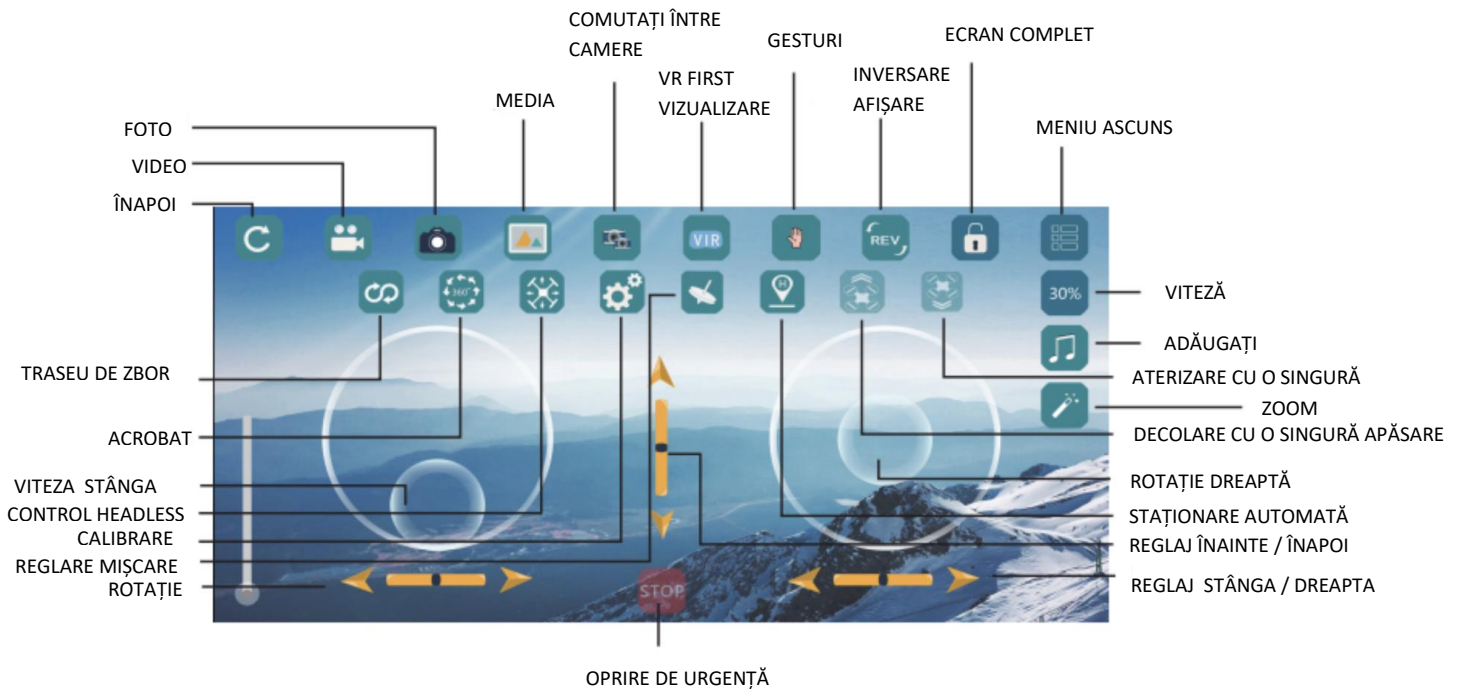 COMUTAȚI ÎNTRE
CAMERE
GESTURI
ECRAN COMPLET
VR FIRST
VIZUALIZARE
INVERSARE
AFIȘARE
MEDIA
FOTO
MENIU ASCUNS
VIDEO
ÎNAPOI
VIR
REV
360°
H
30%
VITEZĂ
ADĂUGAȚI
TRASEU DE ZBOR
ATERIZARE CU O SINGURĂ
ZOOM
ACROBAT
DECOLARE CU O SINGURĂ APĂSARE
VITEZA STÂNGA
ROTAȚIE DREAPTĂ
CONTROL HEADLESS
STAȚIONARE AUTOMATĂ
CALIBRARE
REGLAJ ÎNAINTE / ÎNAPOI
REGLARE MIȘCARE
ROTAȚIE
REGLAJ STÂNGA / DREAPTA
STOP
OPRIRE DE URGENȚĂ